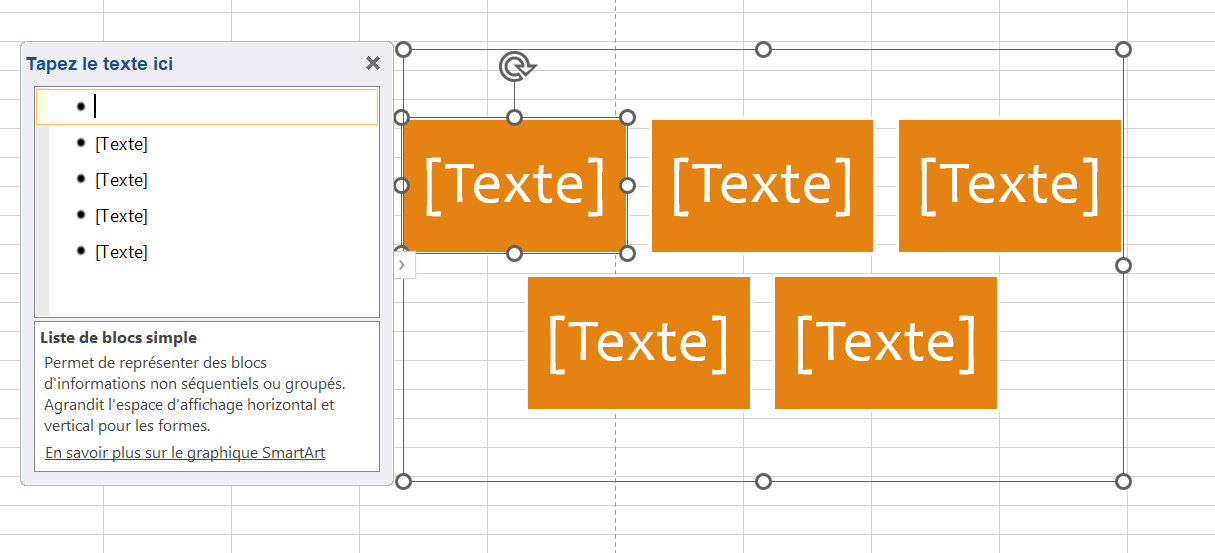 Tapez le texte ici
[Texte]
[Texte]
[Texte]
[Texte]
Liste de blocs simple
Permet de représenter des blocs
d'informations non séquentiels ou groupés.
Agrandit l'espace d'affichage horizontal et
vertical pour les formes.
En savoir plus sur le graphique SmartArt
[Texte] [Texte] [Texte]
[Texte] [Texte]